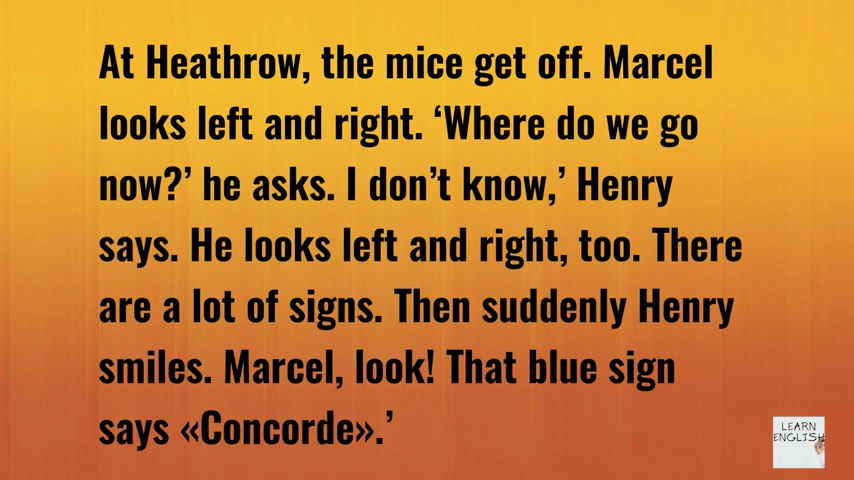 At Heathrow, the mice get off. Marcel
looks left and right. ‘Where do we go
now?’ he asks. I don’t know,’ Henry
says. He looks left and right, too. There
are a lot of signs. Then suddenly Henry
smiles. Marcel, look! That blue sign
says «Concorde».’
LEARN
ENGLISH